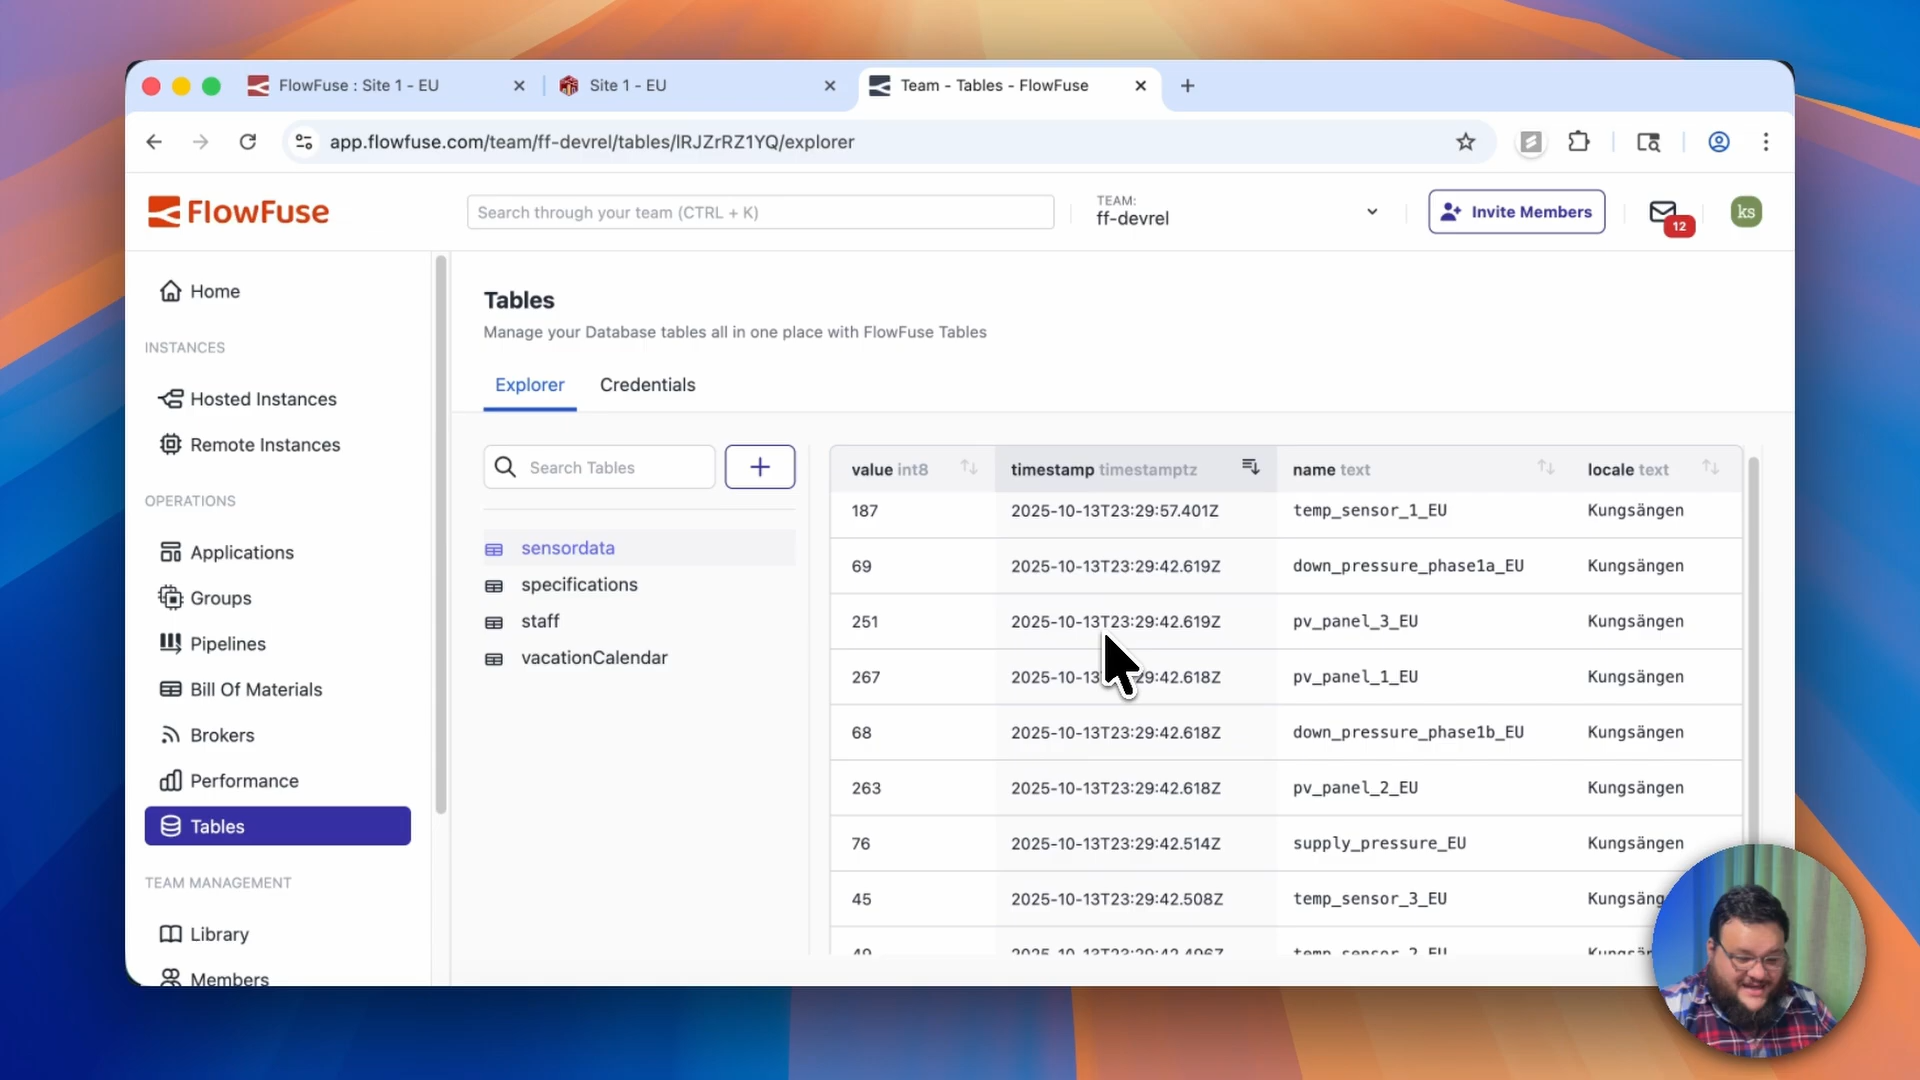 FlowFuse : Site 1 - EU
Site 1 - EU
Team - Tables - FlowFuse
app.flowfuse.com/team/ff-devrel/tables/lRJZrRZ1YQ/explorer
FlowFuse
Search through your team (CTRL + K)
TEAM:
ff-devrel
Invite Members
12
ks
Home
INSTANCES
Hosted Instances
Remote Instances
OPERATIONS
Applications
Groups
Pipelines
Bill Of Materials
Brokers
Performance
Tables
TEAM MANAGEMENT
Library
Members
Tables
Manage your Database tables all in one place with FlowFuse Tables
Explorer Credentials
Search Tables
sensordata
specifications
staff
vacationCalendar
value int8 timestamp timestamptz name text locale text
187 2025-10-13T23:29:57.401Z temp_sensor_1_EU Kungsängen
69 2025-10-13T23:29:42.619Z down_pressure_phase1a_EU Kungsängen
251 2025-10-13T23:29:42.619Z pv_panel_3_EU Kungsängen
267 2025-10-13 :29:42.618Z pv_panel_1_EU Kungsängen
68 2025-10-13T23:29:42.618Z down_pressure_phase1b_EU Kungsängen
263 2025-10-13T23:29:42.618Z pv_panel_2_EU Kungsängen
76 2025-10-13T23:29:42.514Z supply_pressure_EU Kungsängen
45 2025-10-13T23:29:42.508Z temp_sensor_3_EU Kungsäng